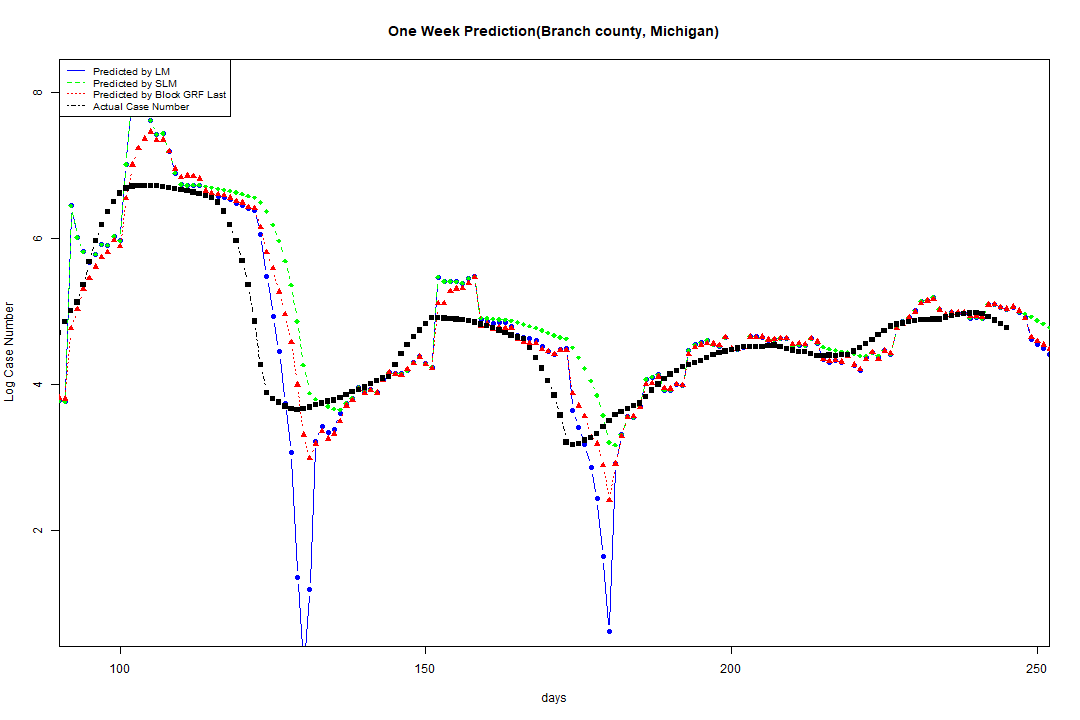 One Week Prediction(Branch county, Michigan)
Predicted by LM
Predicted by SLM
Predicted by Block GRF Last
Actual Case Number
8
6
4
2
Log Case Number
100 150 200 250
days